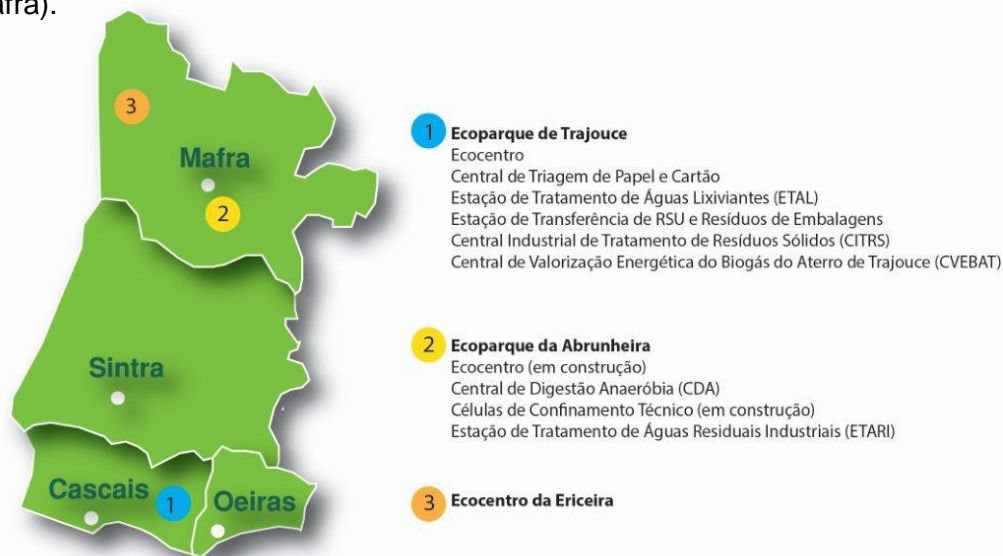 afra).
3
Mafra
2
Sintra
Cascais
1
Oeiras
1 Ecoparque de Trajouce
Ecocentro
Central de Triagem de Papel e Cartão
Estação de Tratamento de Águas Lixiviantes (ETAL)
Estação de Transferência de RSU e Resíduos de Embalagens
Central Industrial de Tratamento de Resíduos Sólidos (CITRS)
Central de Valorização Energética do Biogás do Aterro de Trajouce (CVEBAT)
2 Ecoparque da Abrunheira
Ecocentro (em construção)
Central de Digestão Anaeróbia (CDA)
Células de Confinamento Técnico (em construção)
Estação de Tratamento de Águas Residuais Industriais (ETARI)
3 Ecocentro da Ericeira